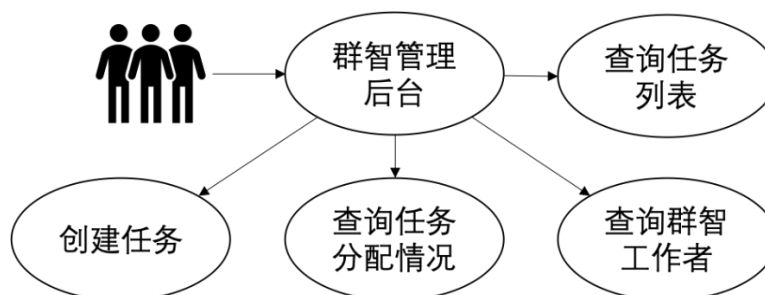 群智管理
后台
查询任务
列表
创建任务
查询任务
分配情况
查询群智
工作者